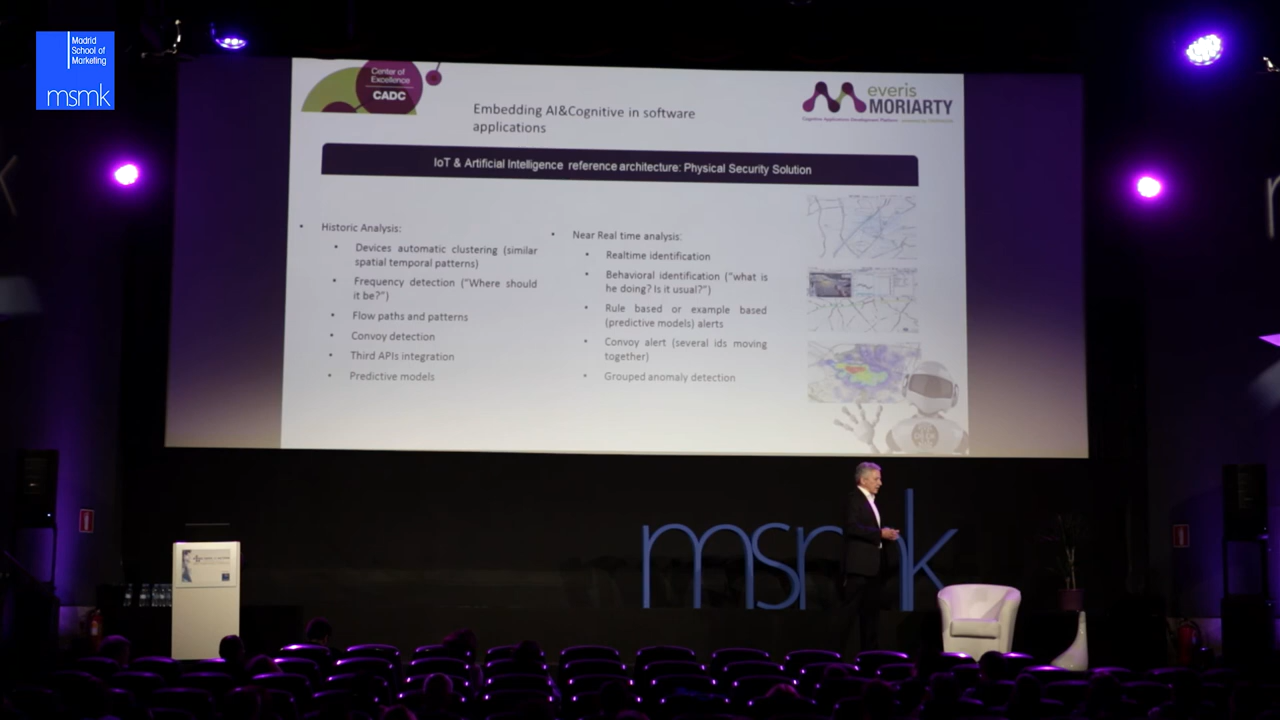 Madrid
School of
Marketing
msmk
Center of
Excellence
CADC
Embedding AI&Cognitive in software
applications
everis
MORIARTY
Cognitive Applications Development Platform
IoT & Artificial Intelligence reference architecture: Physical Security Solution
• Historic Analysis:
• Devices automatic clustering (similar
spatial temporal patterns)
• Frequency detection ("Where should
it be?")
• Flow paths and patterns
• Convoy detection
• Third APIs integration
• Predictive models
• Near Real time analysis:
• Realtime identification
• Behavioral identification ("what is
he doing? Is it usual?")
• Rule based or example based
(predictive models) alerts
• Convoy alert (several ids moving
together)
• Grouped anomaly detection
msmk